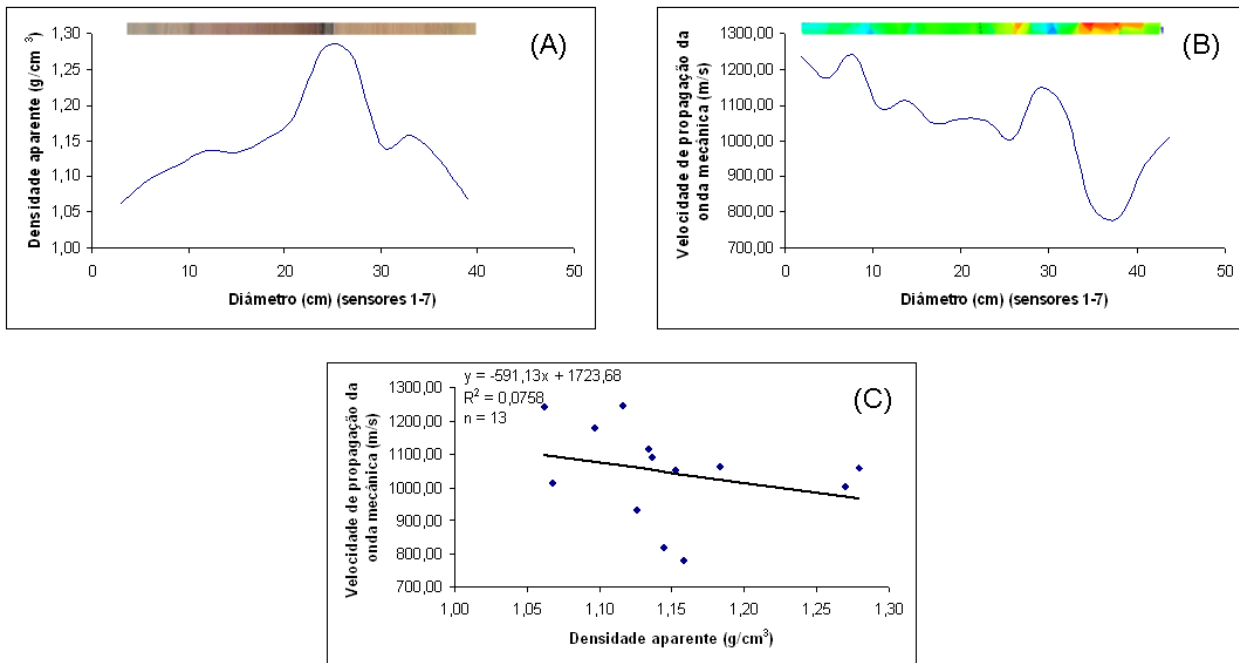 (A)
Densidade aparente (g/cm³)
1,30
1,25
1,20
1,15
1,10
1,05
1,00
0 10 20 30 40 50
Diâmetro (cm) (sensores 1-7)
(B)
Velocidade de propagação da
onda mecânica (m/s)
1300,00
1200,00
1100,00
1000,00
900,00
800,00
700,00
0 10 20 30 40 50
Diâmetro (cm) (sensores 1-7)
(C)
y = -591,13x + 1723,68
R² = 0,0758
n = 13
Velocidade de propagação da
onda mecânica (m/s)
1300,00
1200,00
1100,00
1000,00
900,00
800,00
700,00
1,00 1,05 1,10 1,15 1,20 1,25 1,30
Densidade aparente (g/cm³)